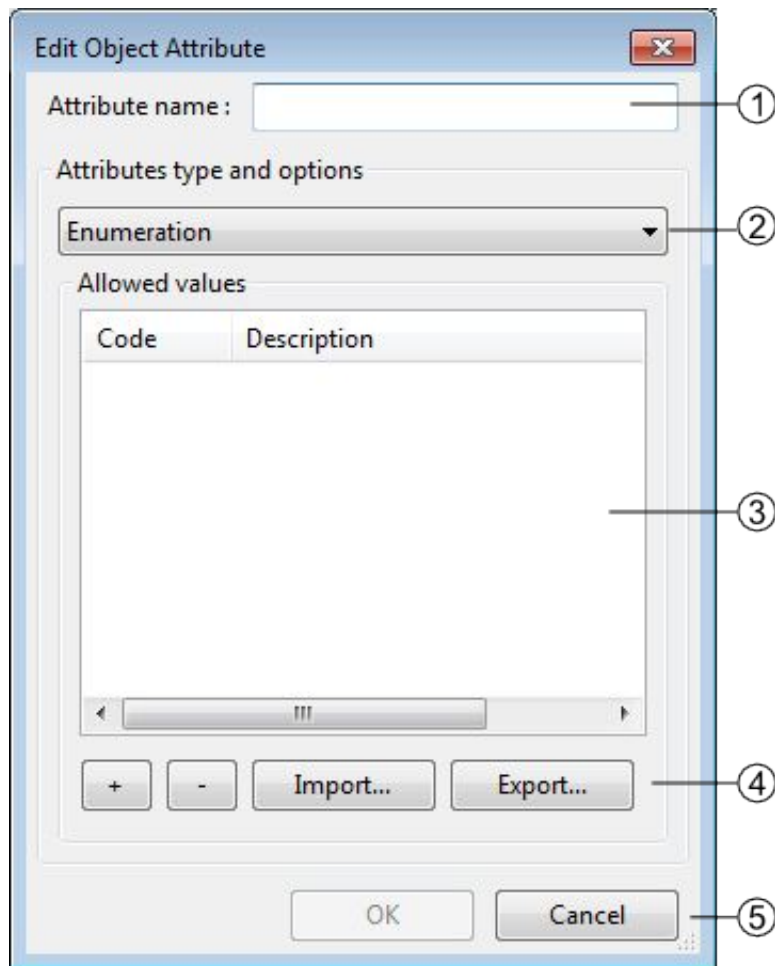 Edit Object Attribute
Attribute name : 1
Attributes type and options
Enumeration 2
Allowed values
Code Description
3
+ - Import... Export... 4
OK Cancel 5